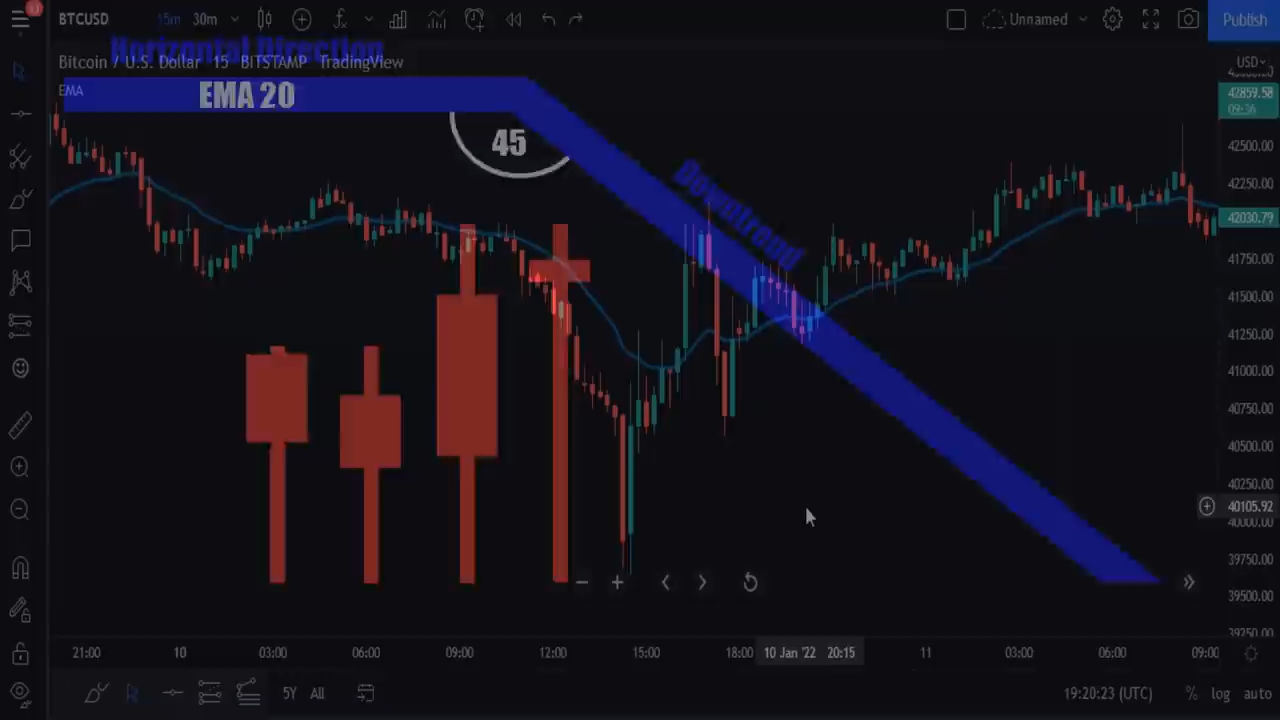 BTCUSD 15m 30m Unnamed Publish
Horizontal Direction
Bitcoin / U.S. Dollar 15 BITSTAMP TradingView USD
EMA
EMA 20
45
Downtrend
42859.58
09:36
42500.00
42250.00
42030.79
41750.00
41500.00
41250.00
41000.00
40750.00
40500.00
40250.00
40105.92
40000.00
39750.00
39500.00
39250.00
21:00 10 03:00 06:00 09:00 12:00 15:00 18:00 10 Jan '22 20:15 11 03:00 06:00 09:00
5Y All 19:20:23 (UTC) % log auto